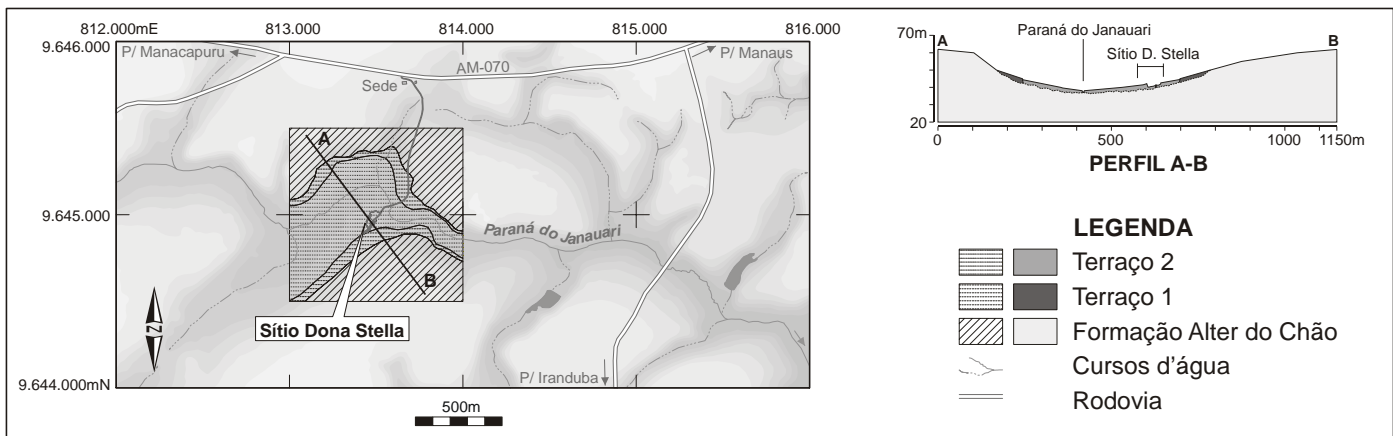 812.000mE
813.000
814.000
815.000
816.000
9.646.000
P/ Manacapuru
AM-070
P/ Manaus
Sede
A
9.645.000
Paraná do Janauari
B
Sítio Dona Stella
N
P/ Iranduba
9.644.000mN
500m
Paraná do Janauari
70m
A
B
Sítio D. Stella
20
0
500
1000
1150m
PERFIL A-B
LEGENDA
Terraço 2
Terraço 1
Formação Alter do Chão
Cursos d'água
Rodovia